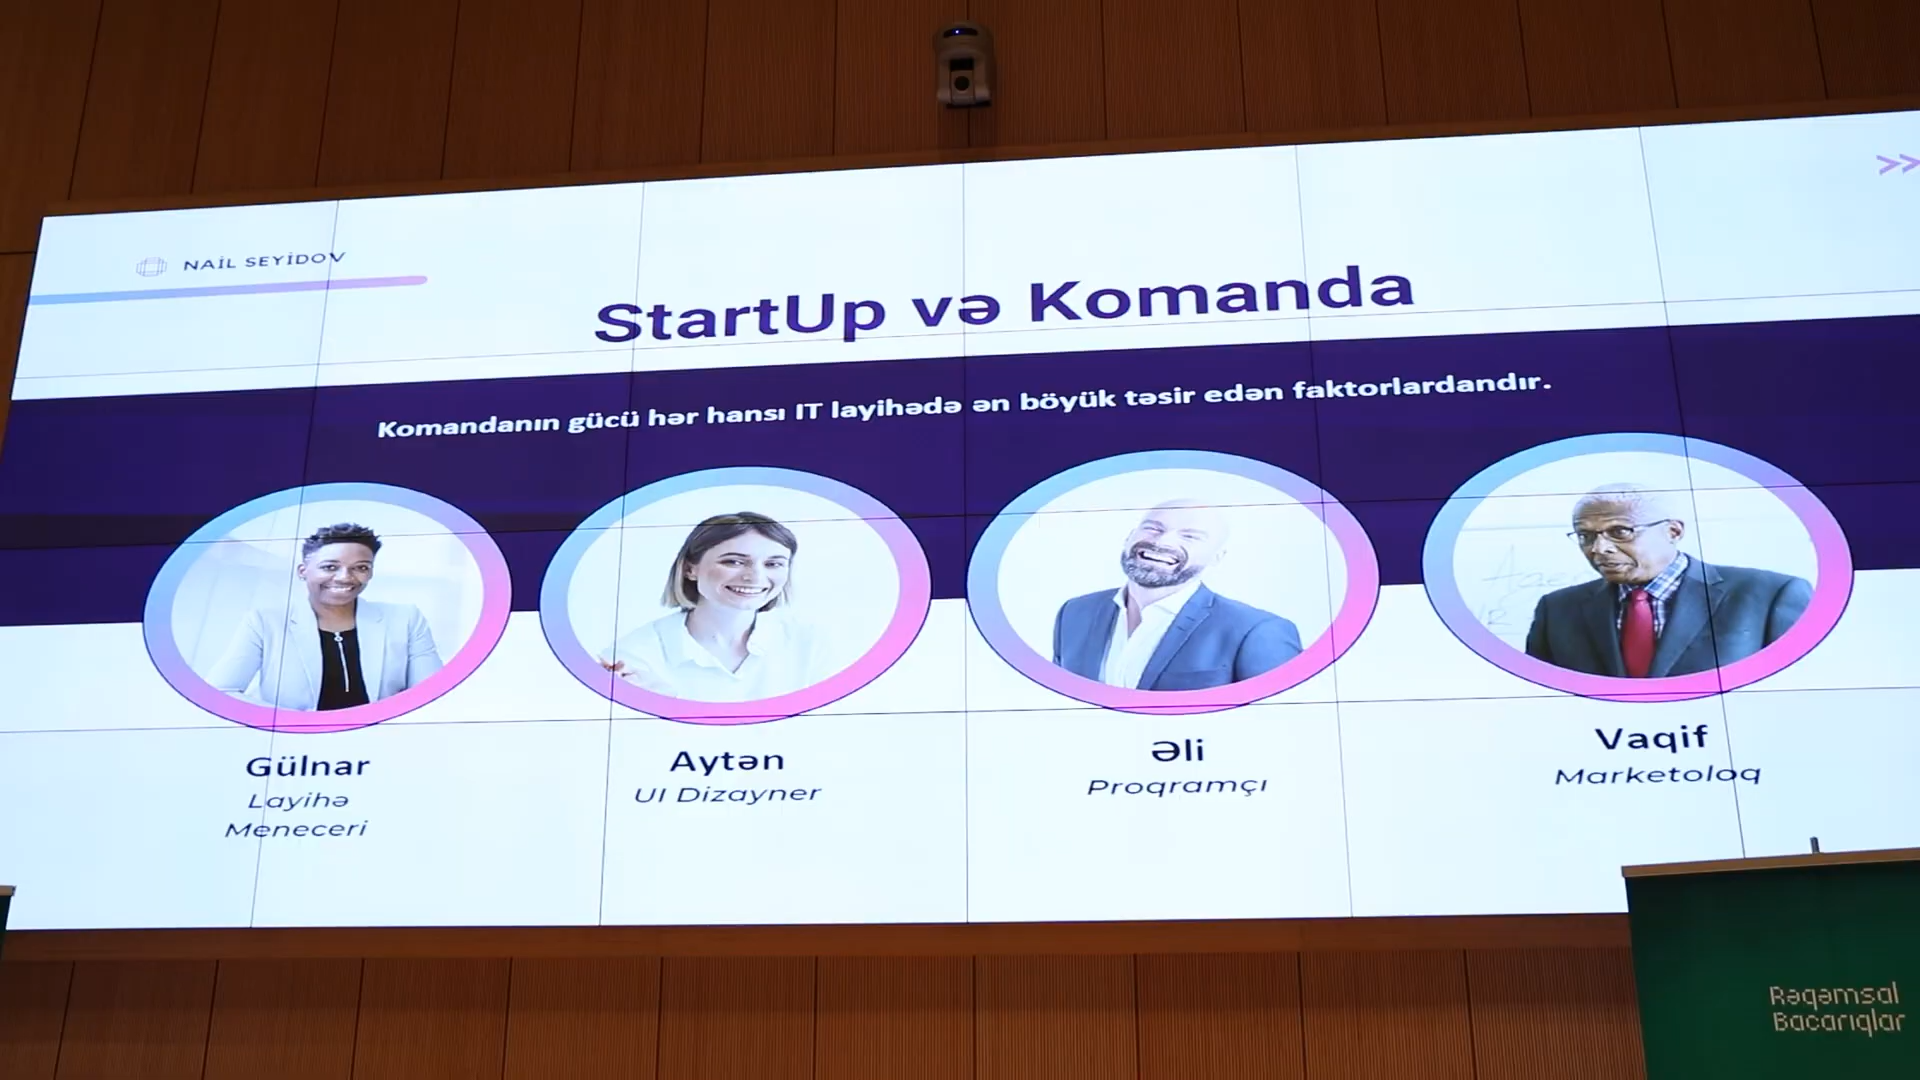 NAİL SEYİDOV
StartUp və Komanda
Komandanın gücü hər hansı IT layihədə ən böyük təsir edən faktorlardandır.
Gülnar
Layihə
Meneceri
Aytən
UI Dizayner
Əli
Proqramçı
Vaqif
Marketoloq
Rəqəmsal
Bacarıqlar